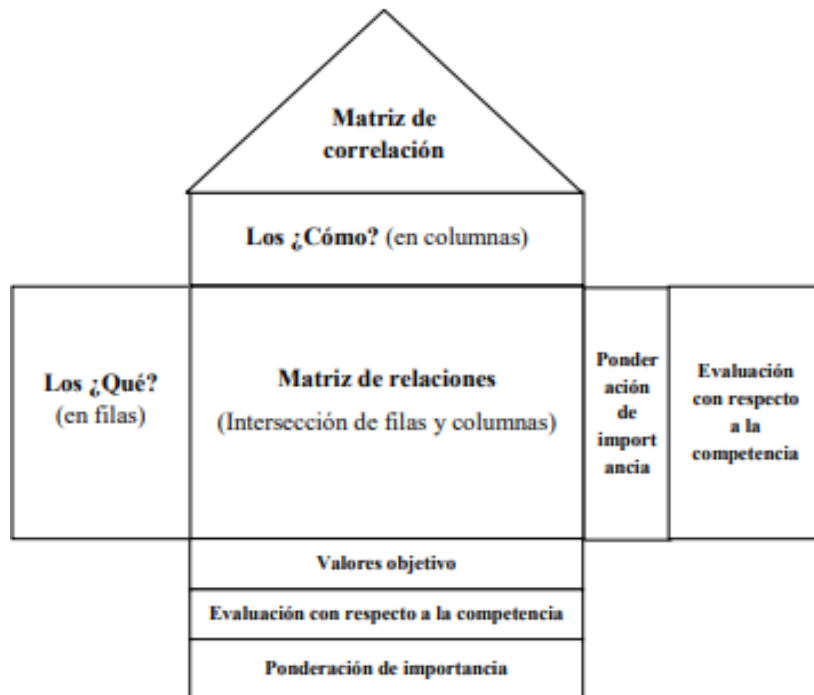 Matriz de
correlación
Los ¿Cómo? (en columnas)
Los ¿Qué?
(en filas)
Matriz de relaciones
(Intersección de filas y columnas)
Ponder
ación
de
import
ancia
Evaluación
con respecto
a la
competencia
Valores objetivo
Evaluación con respecto a la competencia
Ponderación de importancia